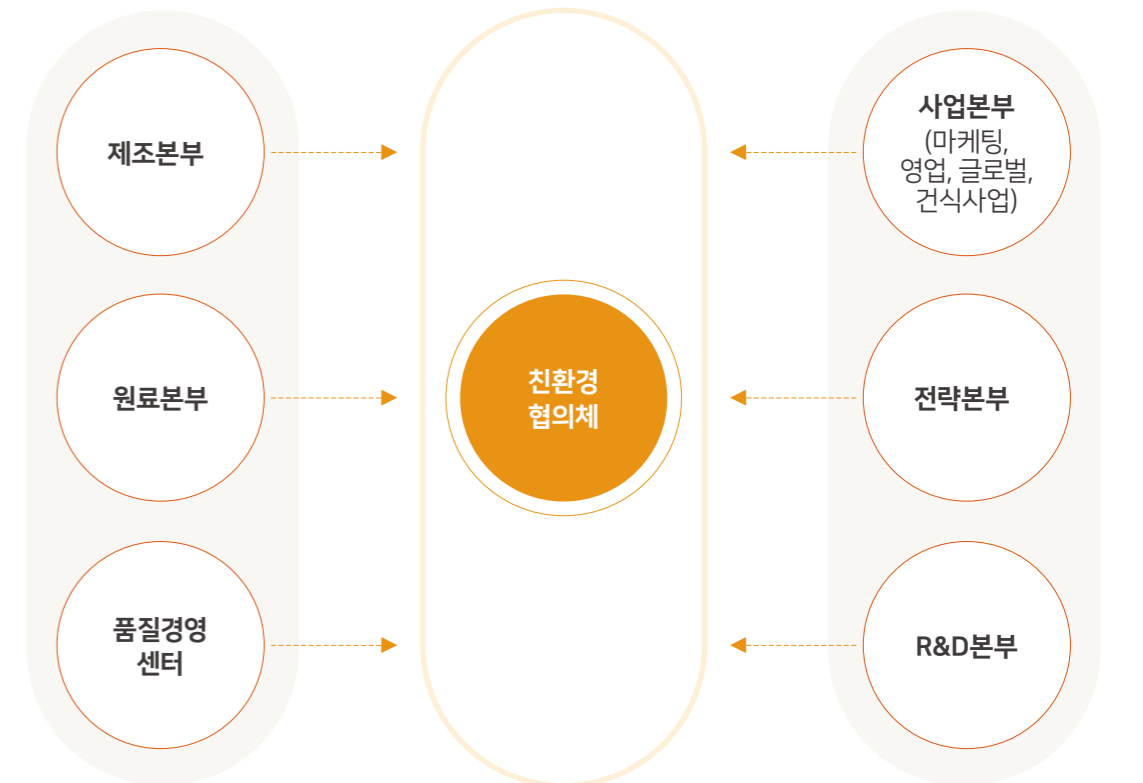 제조본부
원료본부
품질경영
센터
친환경
협의체
사업본부
(마케팅,
영업, 글로벌,
건식사업)
전략본부
R&D본부